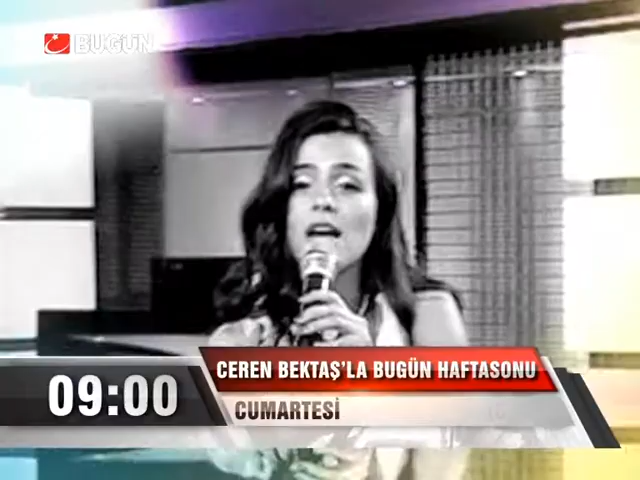 BUGÜN
CEREN BEKTAŞ'LA BUGÜN HAFTASONU
09:00
CUMARTESİ